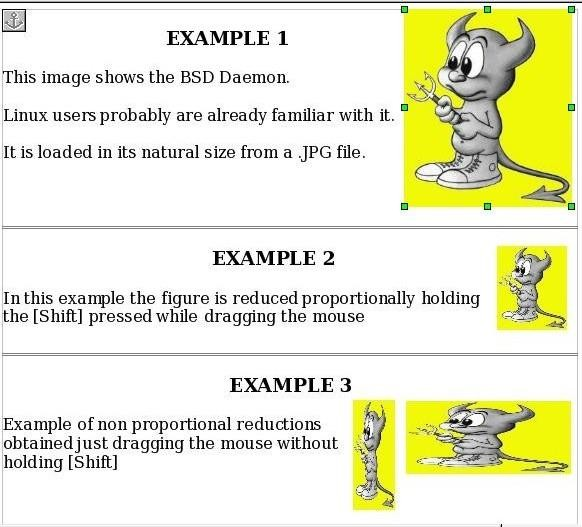 EXAMPLE 1
This image shows the BSD Daemon.
Linux users probably are already familiar with it.
It is loaded in its natural size from a .JPG file.
EXAMPLE 2
In this example the figure is reduced proportionally holding
the [Shift] pressed while dragging the mouse
EXAMPLE 3
Example of non proportional reductions
obtained just dragging the mouse without
holding [Shift]